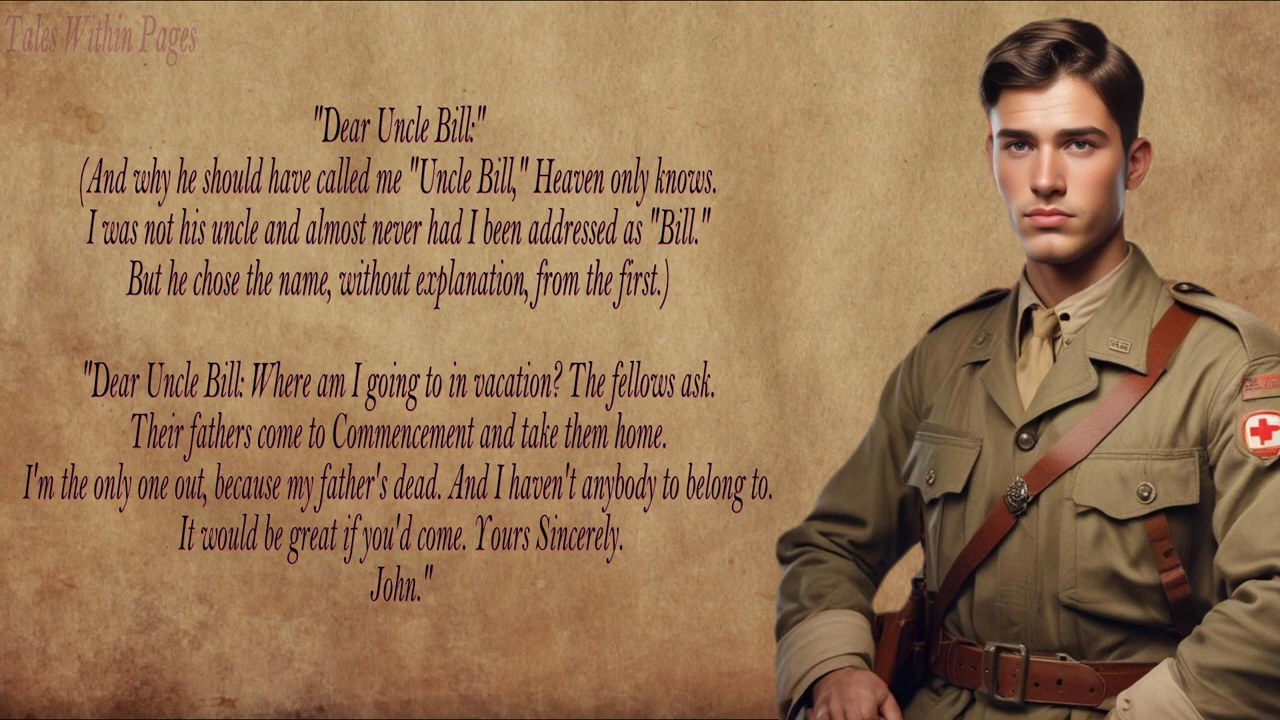 Tales Within Pages
"Dear Uncle Bill:"
(And why he should have called me "Uncle Bill," Heaven only knows.
I was not his uncle and almost never had I been addressed as "Bill."
But he chose the name, without explanation, from the first.)
"Dear Uncle Bill: Where am I going to in vacation? The fellows ask.
Their fathers come to Commencement and take them home.
I'm the only one out, because my father's dead. And I haven't anybody to belong to.
It would be great if you'd come. Yours Sincerely.
John."